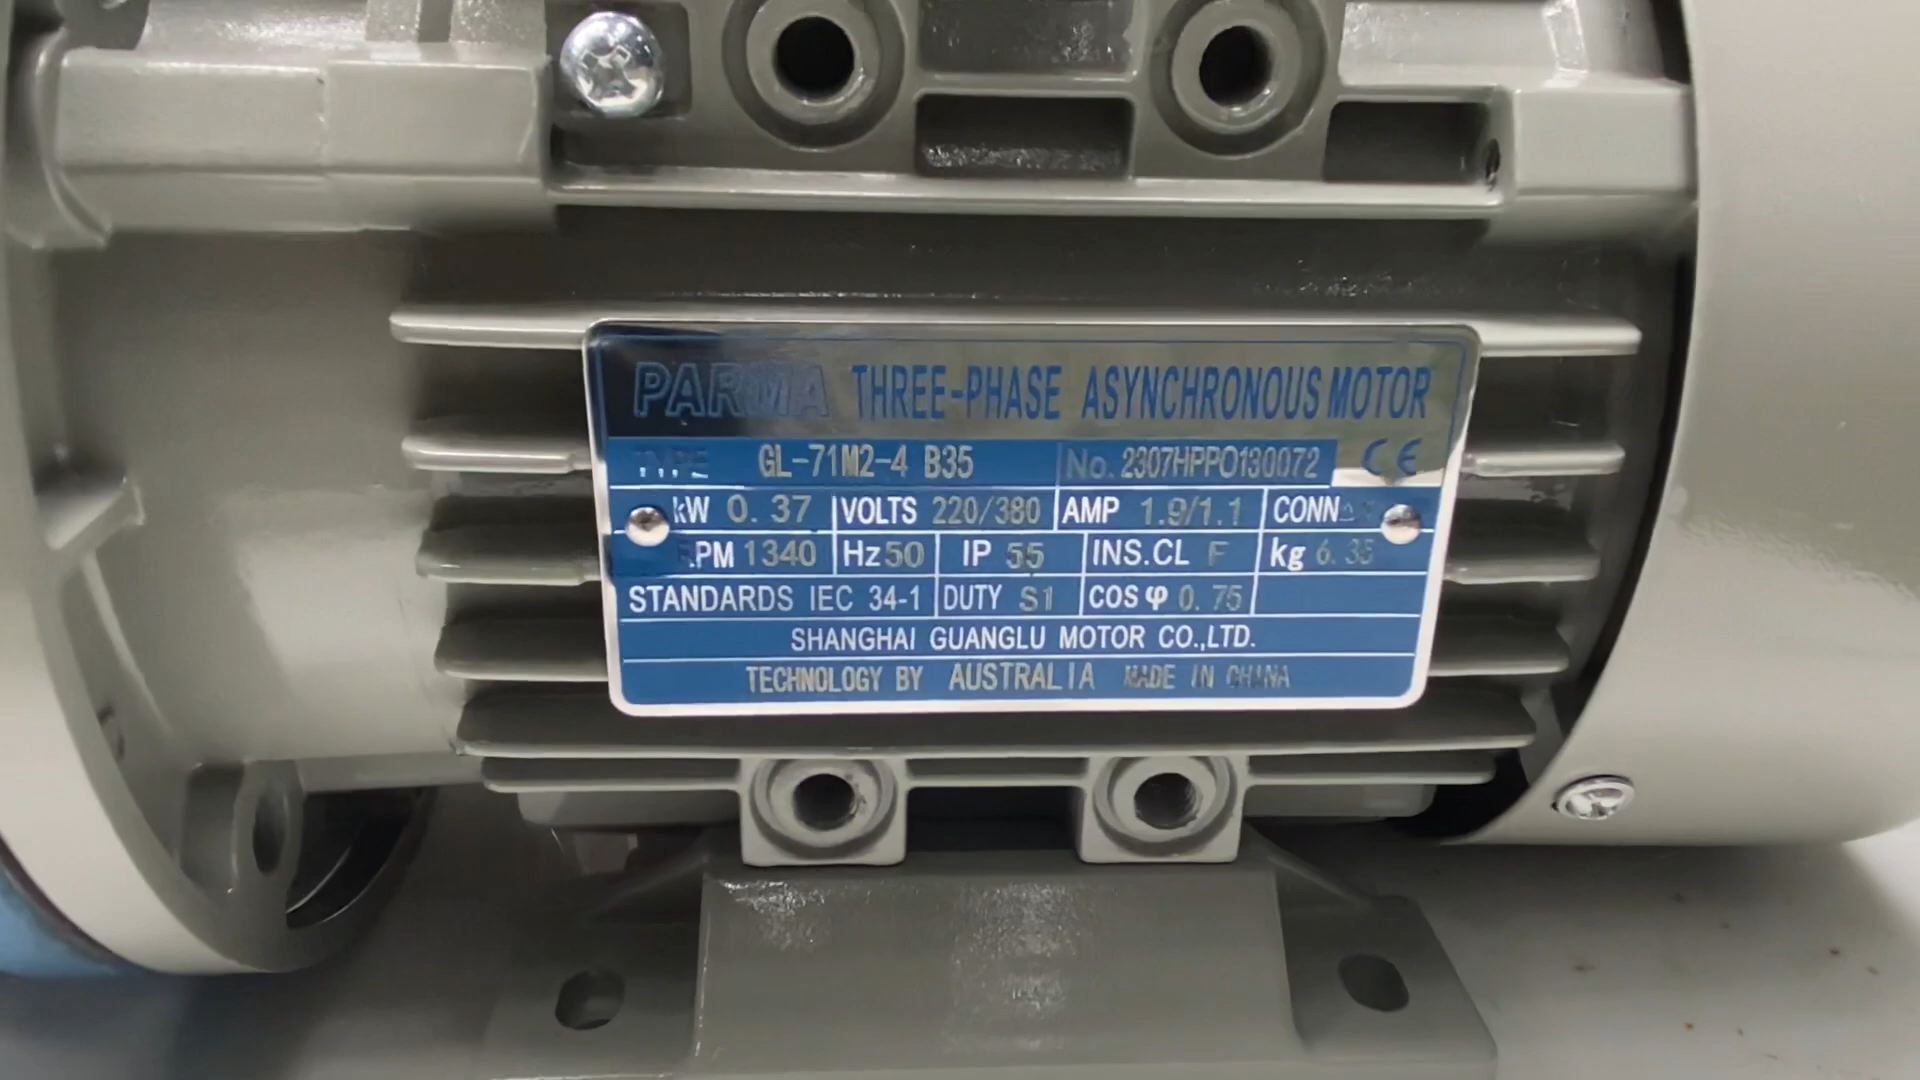 PARMA THREE-PHASE ASYNCHRONOUS MOTOR
TYPE GL-71M2-4 B35 No. 2307HPPO130072 CE
kW 0.37 VOLTS 220/380 AMP 1.9/1.1 CONN
RPM 1340 Hz 50 IP 55 INS.CL F kg 6.35
STANDARDS IEC 34-1 DUTY S1 COS φ 0.75
SHANGHAI GUANGLU MOTOR CO.,LTD.
TECHNOLOGY BY AUSTRALIA MADE IN CHINA